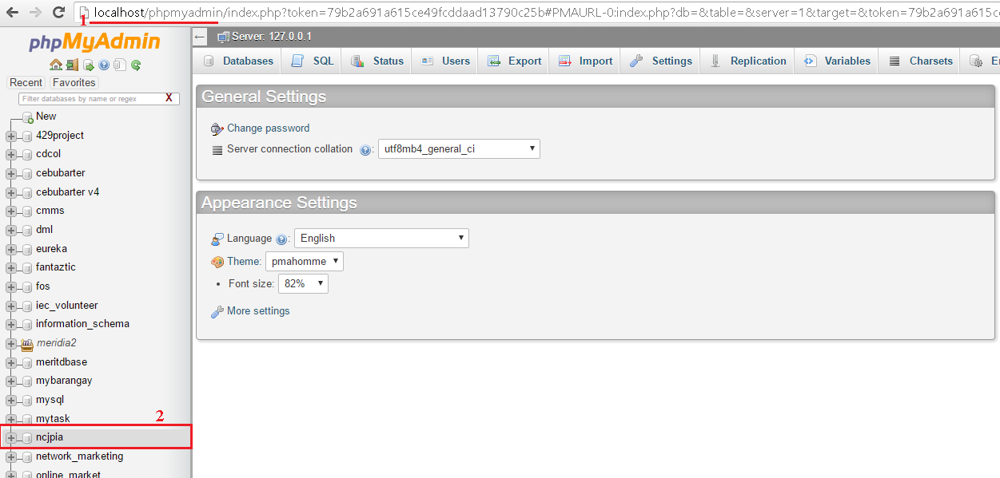 localhost/phpmyadmin/index.php?token=79b2a691a615ce49fcddaad13790c25b#PMAURL-0:index.php?db=&table=&server=1&target=&token=79b2a691a615ce
1
phpMyAdmin
Recent Favorites
Filter databases by name or regex X
New
429project
cdcol
cebubarter
cebubarter v4
cmms
dml
eureka
fantaztic
fos
iec_volunteer
information_schema
meridia2
meritdbase
mybarangay
mysql
mytask
2
ncjpia
network_marketing
online_market
Server: 127.0.0.1
Databases SQL Status Users Export Import Settings Replication Variables Charsets
General Settings
Change password
Server connection collation : utf8mb4_general_ci
Appearance Settings
Language : English
Theme: pmahomme
• Font size: 82%
More settings